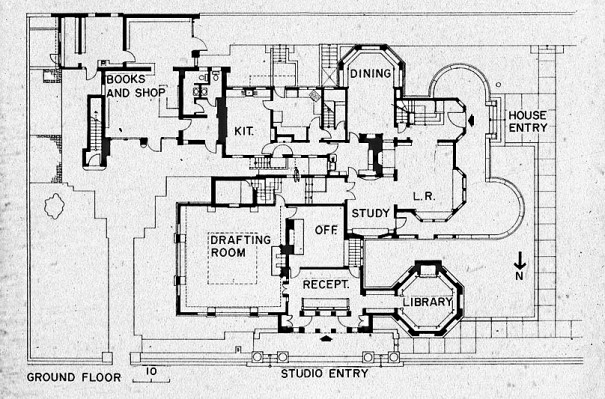 DINING
BOOKS
AND SHOP
KIT.
HOUSE
ENTRY
L.R.
STUDY
OFF.
DRAFTING
ROOM
N
RECEPT.
LIBRARY
GROUND FLOOR
10
STUDIO ENTRY